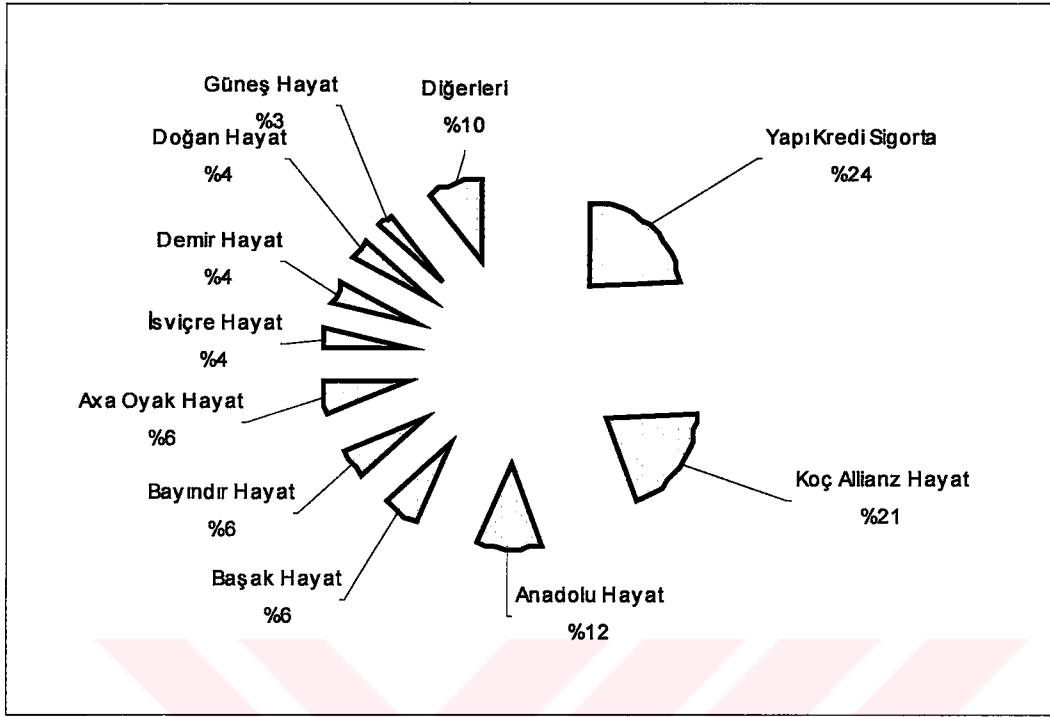 Güneş Hayat
%3
Diğerleri
%10
Yapı Kredi Sigorta
%24
Doğan Hayat
%4
Demir Hayat
%4
İsviçre Hayat
%4
Axa Oyak Hayat
%6
Bayındır Hayat
%6
Başak Hayat
%6
Anadolu Hayat
%12
Koç Allianz Hayat
%21